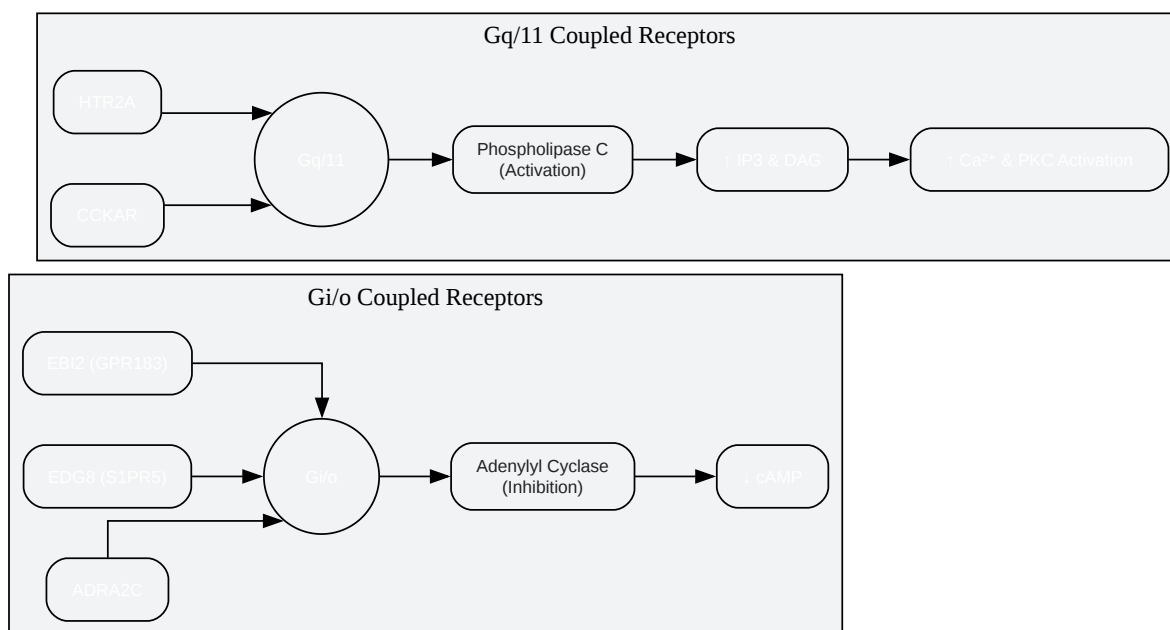 Gq/11 Coupled Receptors
HTR2A
CCKAR
Gq/11
Phospholipase C
(Activation)
↑ IP3 & DAG
↑ Ca²⁺ & PKC Activation
Gi/o Coupled Receptors
EBI2 (GPR183)
EDG8 (S1PR5)
ADRA2C
Gi/o
Adenylyl Cyclase
(Inhibition)
↓ cAMP